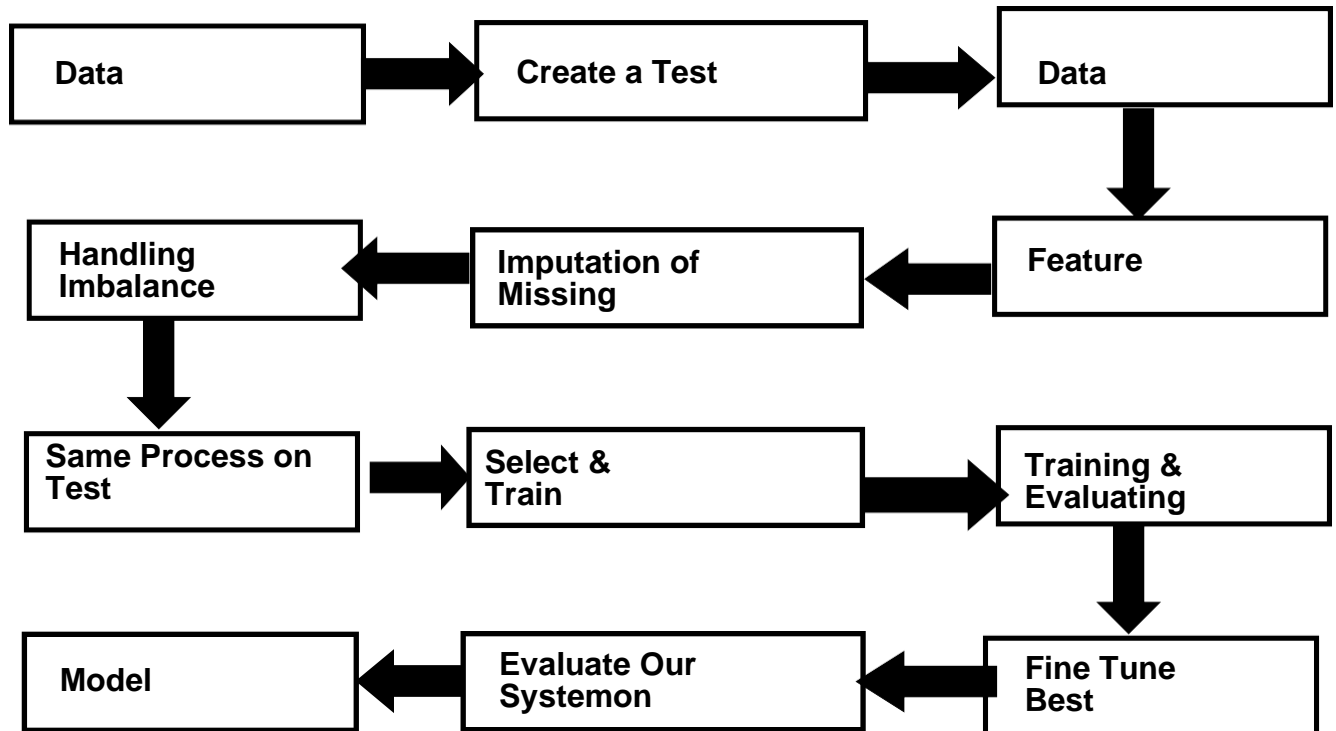 Data
Create a Test
Data
Feature
Imputation of
Missing
Handling
Imbalance
Same Process on
Test
Select &
Train
Training &
Evaluating
Fine Tune
Best
Evaluate Our
Systemon
Model